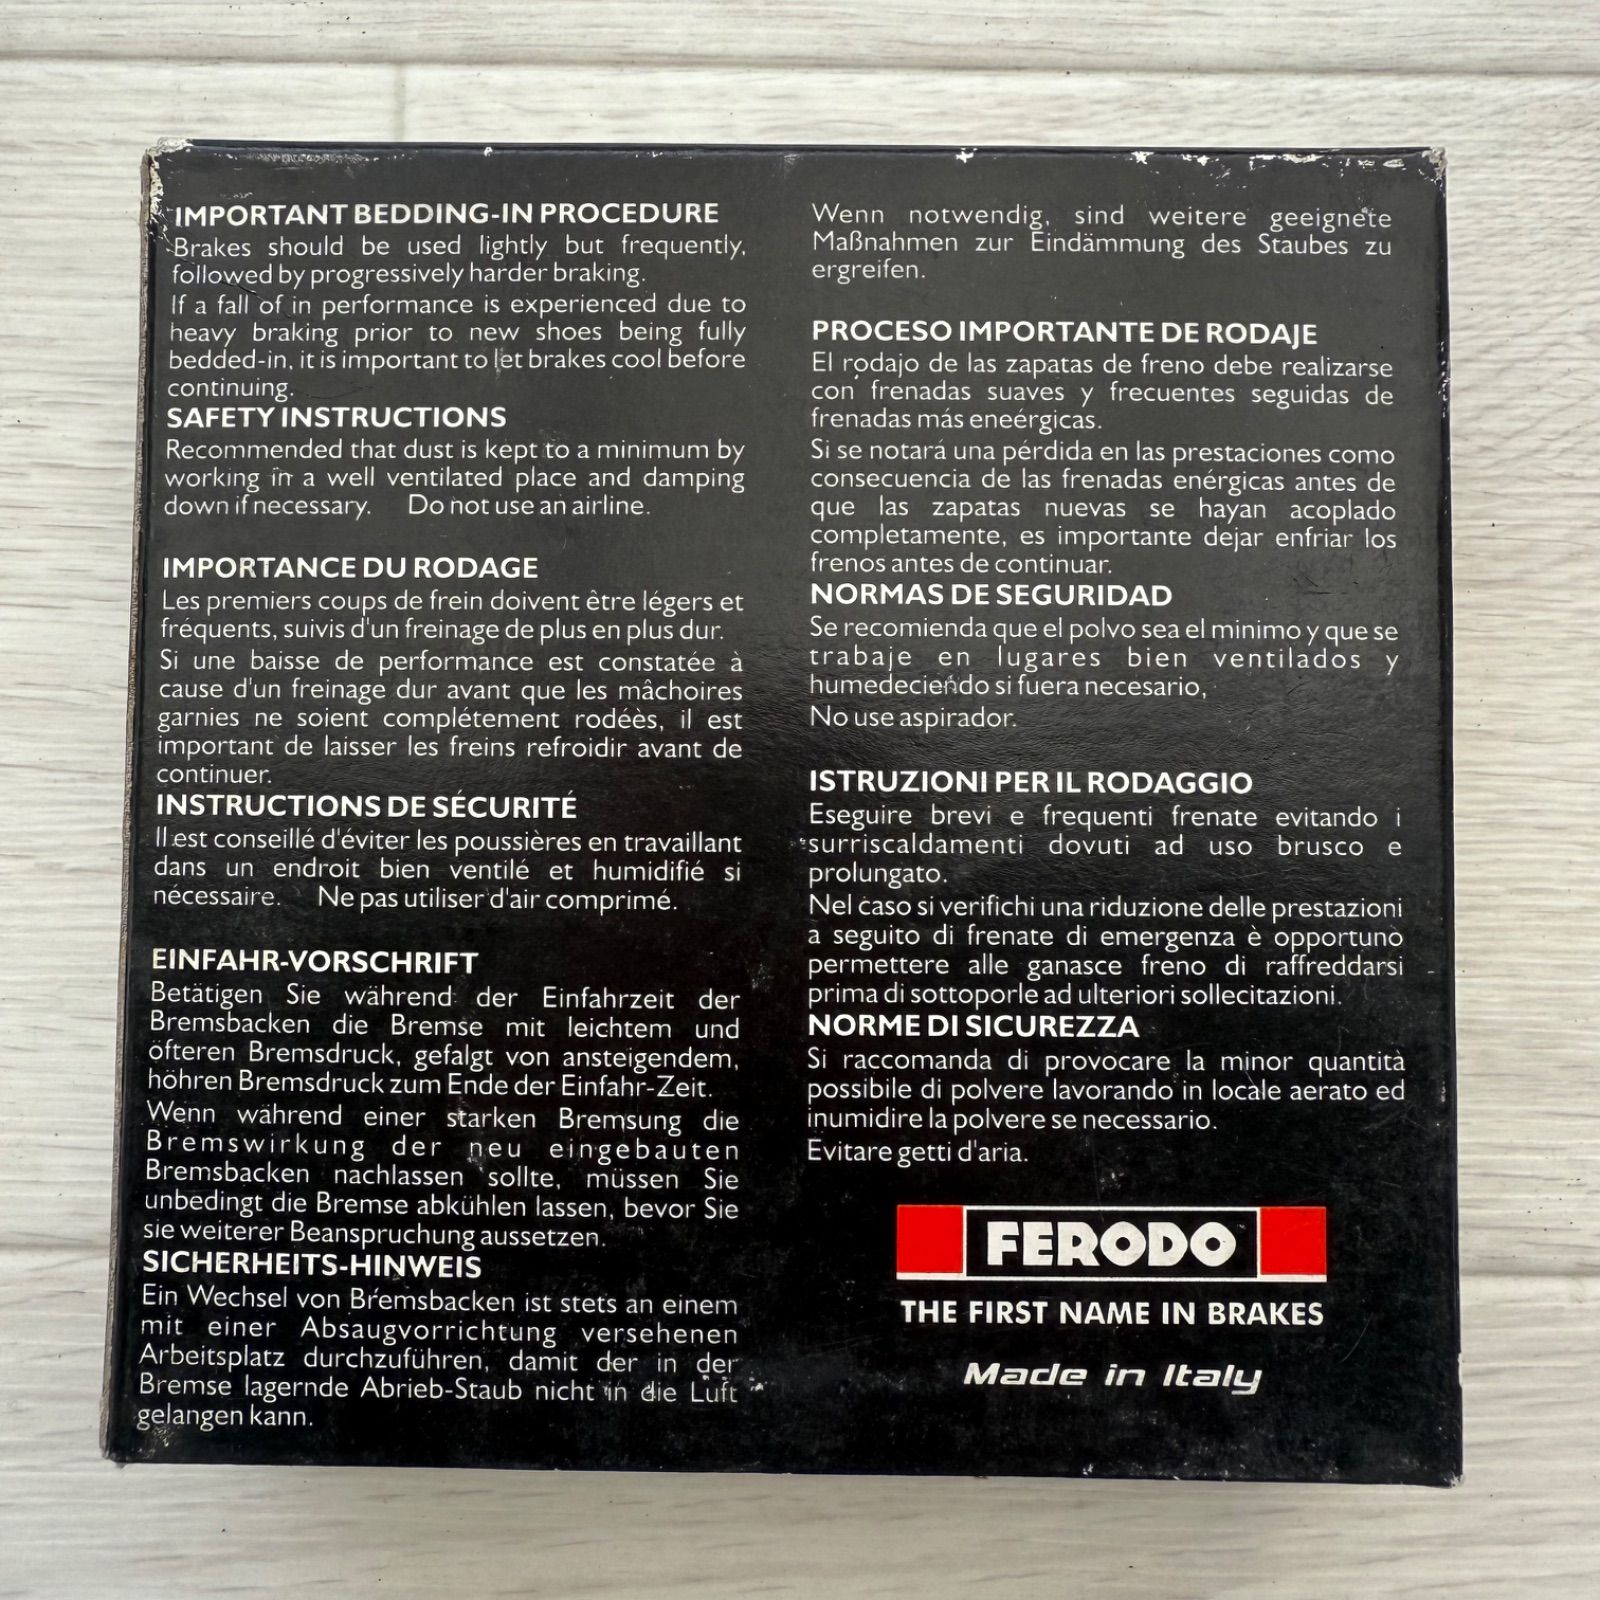 IMPORTANT BEDDING-IN PROCEDURE
Brakes should be used lightly but frequently,
followed by progressively harder braking.
If a fall of in performance is experienced due to
heavy braking prior to new shoes being fully
bedded-in, it is important to let brakes cool before
continuing.
SAFETY INSTRUCTIONS
Recommended that dust is kept to a minimum by
working in a well ventilated place and damping
down if necessary. Do not use an airline.
IMPORTANCE DU RODAGE
Les premiers coups de frein doivent être légers et
fréquents, suivis d'un freinage de plus en plus dur.
Si une baisse de performance est constatée à
cause d'un freinage dur avant que les mâchoires
garnies ne soient complétement rodéès, il est
important de laisser les freins refroidir avant de
continuer.
INSTRUCTIONS DE SÉCURITÉ
Il est conseillé d'éviter les poussières en travaillant
dans un endroit bien ventilé et humidifié si
nécessaire. Ne pas utiliser d'air comprimé.
EINFAHR-VORSCHRIFT
Betätigen Sie während der Einfahrzeit der
Bremsbacken die Bremse mit leichtem und
öfteren Bremsdruck, gefalgt von ansteigendem,
höhren Bremsdruck zum Ende der Einfahr-Zeit.
Wenn während einer starken Bremsung die
Bremswirkung der neu eingebauten
Bremsbacken nachlassen sollte, müssen Sie
unbedingt die Bremse abkühlen lassen, bevor Sie
sie weiterer Beanspruchung aussetzen.
SICHERHEITS-HINWEIS
Ein Wechsel von Bremsbacken ist stets an einem
mit einer Absaugvorrichtung versehenen
Arbeitsplatz durchzuführen, damit der in der
Bremse lagernde Abrieb-Staub nicht in die Luft
gelangen kann.
Wenn notwendig, sind weitere geeignete
Maßnahmen zur Eindämmung des Staubes zu
ergreifen.
PROCESO IMPORTANTE DE RODAJE
El rodajo de las zapatas de freno debe realizarse
con frenadas suaves y frecuentes seguidas de
frenadas más eneérgicas.
Si se notará una pérdida en las prestaciones como
consecuencia de las frenadas enérgicas antes de
que las zapatas nuevas se hayan acoplado
completamente, es importante dejar enfriar los
frenos antes de continuar.
NORMAS DE SEGURIDAD
Se recomienda que el polvo sea el minimo y que se
trabaje en lugares bien ventilados y
humedeciendo si fuera necesario,
No use aspirador.
ISTRUZIONI PER IL RODAGGIO
Eseguire brevi e frequenti frenate evitando i
surriscaldamenti dovuti ad uso brusco e
prolungato.
Nel caso si verifichi una riduzione delle prestazioni
a seguito di frenate di emergenza è opportuno
permettere alle ganasce freno di raffreddarsi
prima di sottoporle ad ulteriori sollecitazioni.
NORME DI SICUREZZA
Si raccomanda di provocare la minor quantità
possibile di polvere lavorando in locale aerato ed
inumidire la polvere se necessario.
Evitare getti d'aria.
FERODO
THE FIRST NAME IN BRAKES
Made in Italy